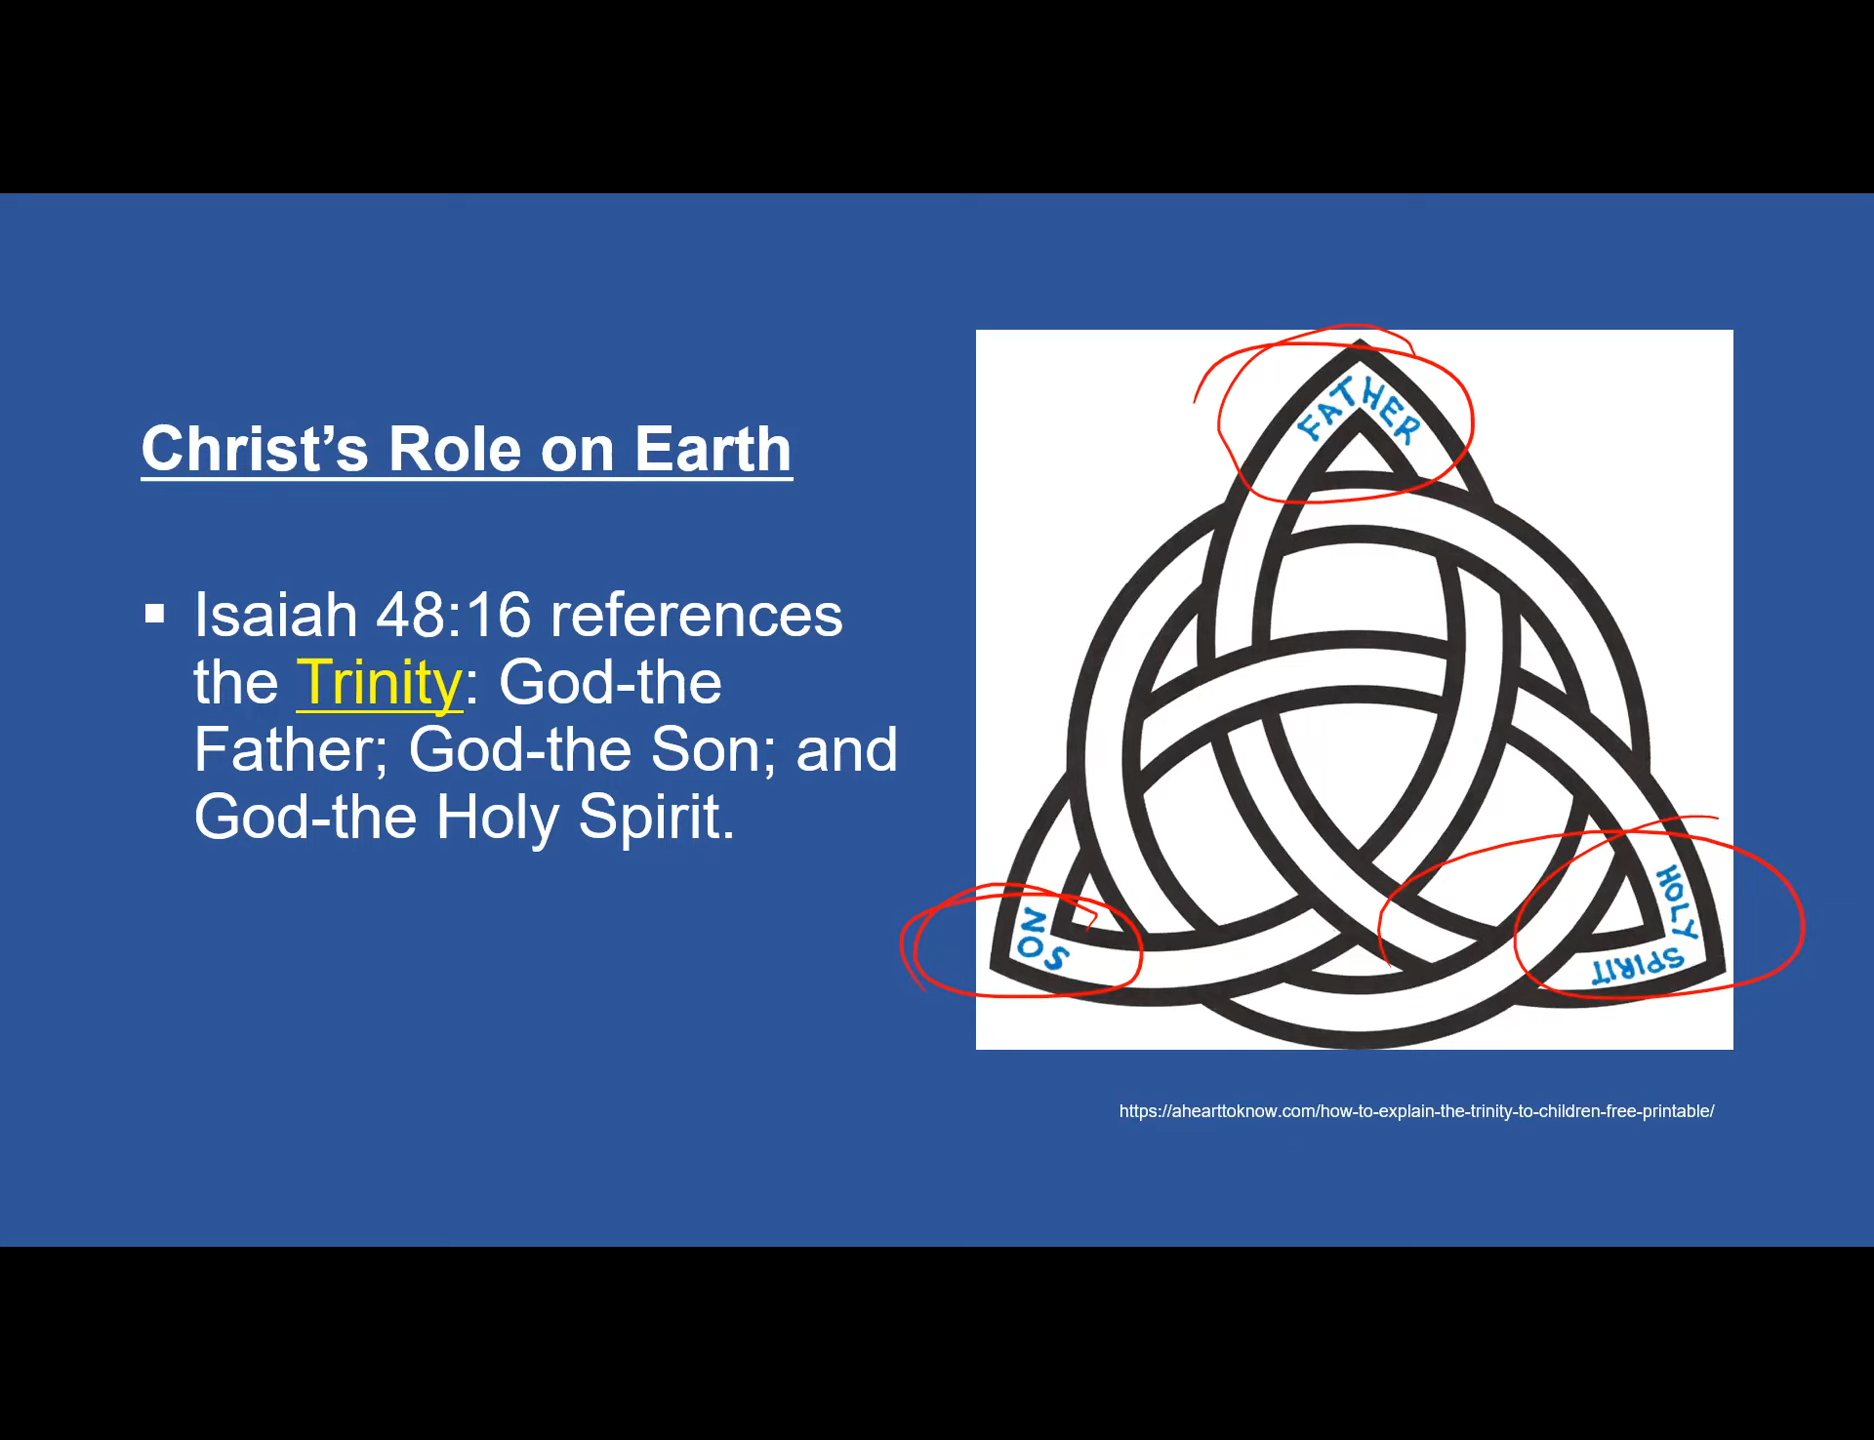 Christ’s Role on Earth
▪ Isaiah 48:16 references
the Trinity: God-the
Father; God-the Son; and
God-the Holy Spirit.
FATHER
SON
HOLY SPIRIT
https://ahearttoknow.com/how-to-explain-the-trinity-to-children-free-printable/